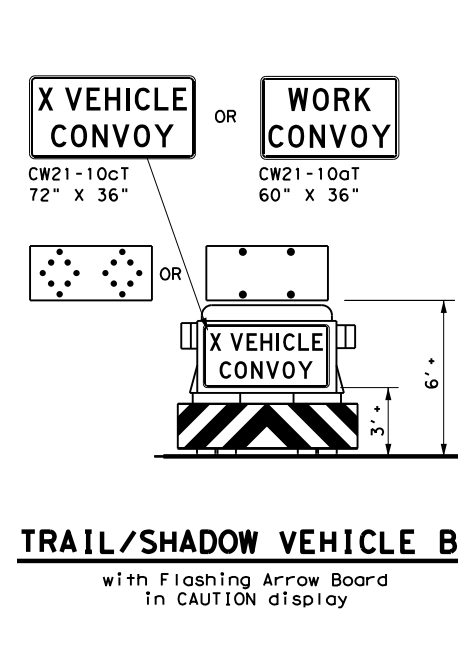 X VEHICLE
CONVOY
OR
WORK
CONVOY
CW21-10cT
72" X 36"
CW21-10aT
60" X 36"
OR
X VEHICLE
CONVOY
6' +
3' +
TRAIL/SHADOW VEHICLE B
with Flashing Arrow Board
in CAUTION display